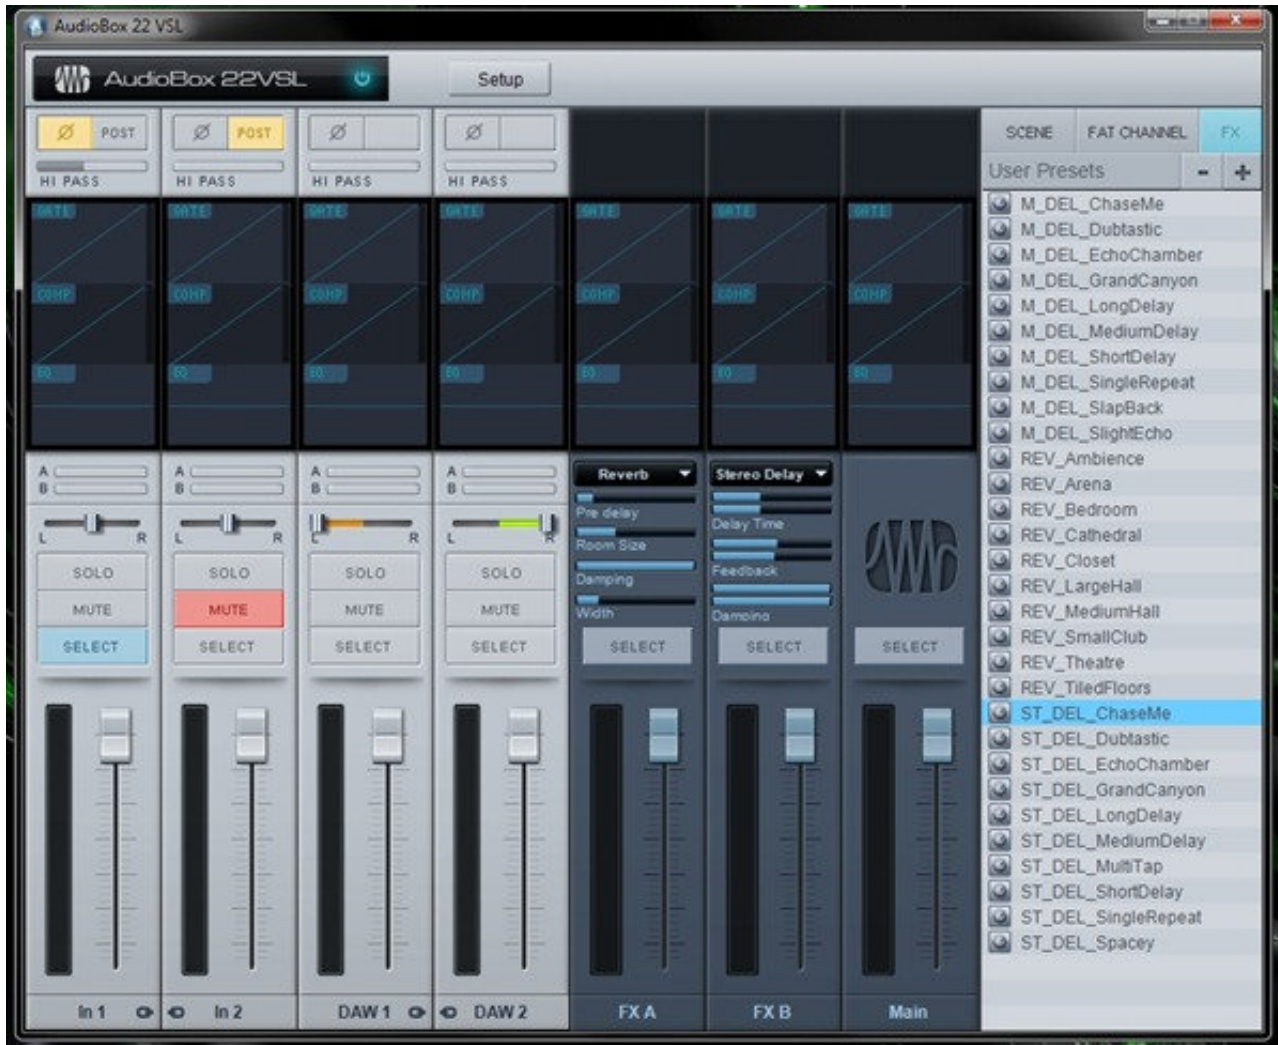 AudioBox 22 VSL
AudioBox 22VSL Setup
Ø POST Ø POST Ø Ø
HI PASS HI PASS HI PASS HI PASS
GATE GATE GATE GATE GATE GATE GATE
COMP COMP COMP COMP COMP COMP COMP
EQ EQ EQ EQ EQ EQ EQ
A A A A Reverb Stereo Delay
B B B B
Pre delay Delay Time
L R L R L R L R Room Size Feedback
SOLO SOLO SOLO SOLO Damping Damping
MUTE MUTE MUTE MUTE Width
SELECT SELECT SELECT SELECT SELECT SELECT SELECT
In 1 In 2 DAW 1 DAW 2 FX A FX B Main
SCENE FAT CHANNEL FX
User Presets - +
M_DEL_ChaseMe
M_DEL_Dubtastic
M_DEL_EchoChamber
M_DEL_GrandCanyon
M_DEL_LongDelay
M_DEL_MediumDelay
M_DEL_ShortDelay
M_DEL_SingleRepeat
M_DEL_SlapBack
M_DEL_SlightEcho
REV_Ambience
REV_Arena
REV_Bedroom
REV_Cathedral
REV_Closet
REV_LargeHall
REV_MediumHall
REV_SmallClub
REV_Theatre
REV_TiledFloors
ST_DEL_ChaseMe
ST_DEL_Dubtastic
ST_DEL_EchoChamber
ST_DEL_GrandCanyon
ST_DEL_LongDelay
ST_DEL_MediumDelay
ST_DEL_MultiTap
ST_DEL_ShortDelay
ST_DEL_SingleRepeat
ST_DEL_Spacey